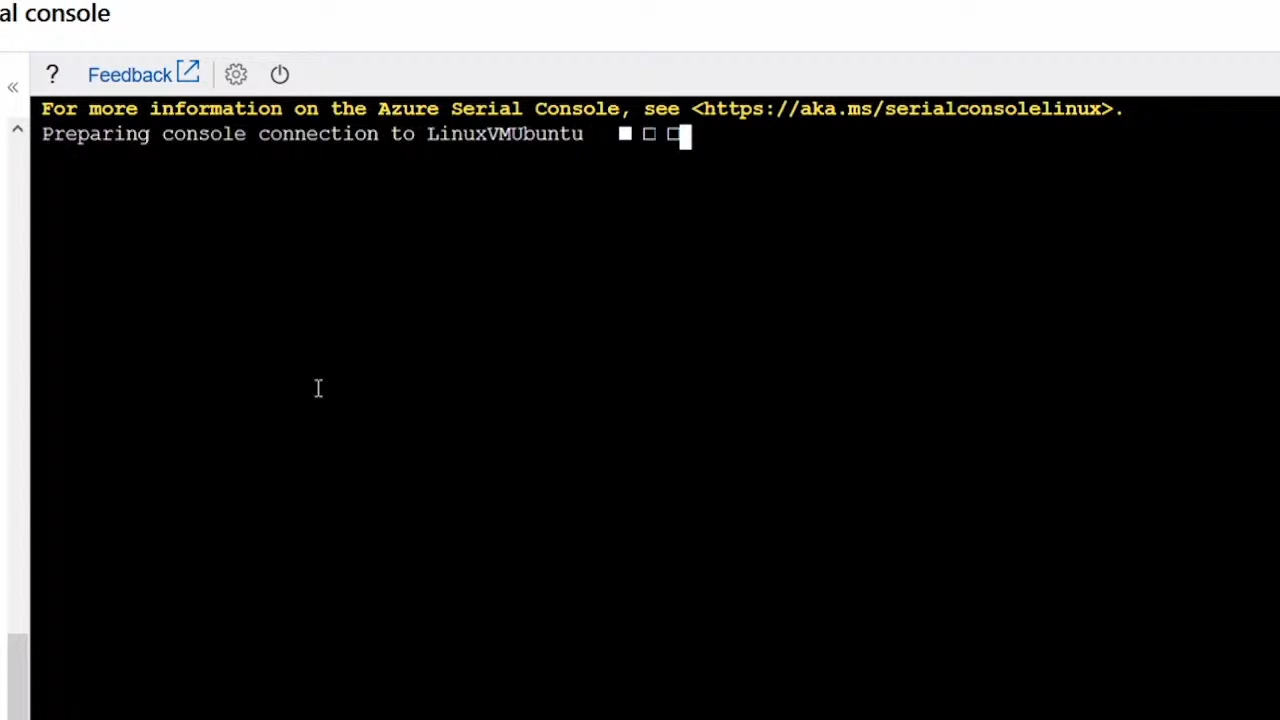 al console
? Feedback
For more information on the Azure Serial Console, see <https://aka.ms/serialconsolelinux>.
Preparing console connection to LinuxVMUbuntu ■ □ □